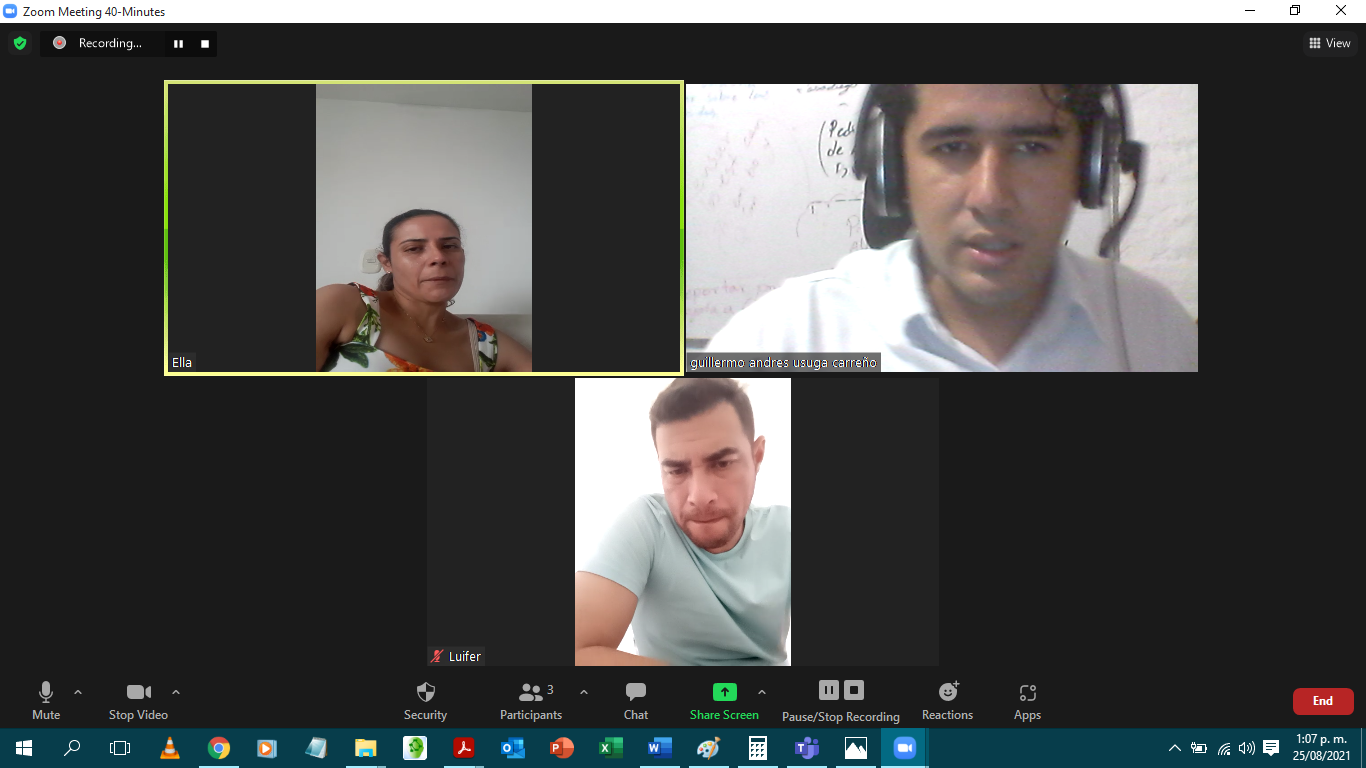 Zoom Meeting 40-Minutes
Recording...
View
Ella
guillermo andres usuga carreño
Luifer
Mute
Stop Video
Security
3
Participants
Chat
Share Screen
Pause/Stop Recording
Reactions
Apps
End
1:07 p. m.
25/08/2021